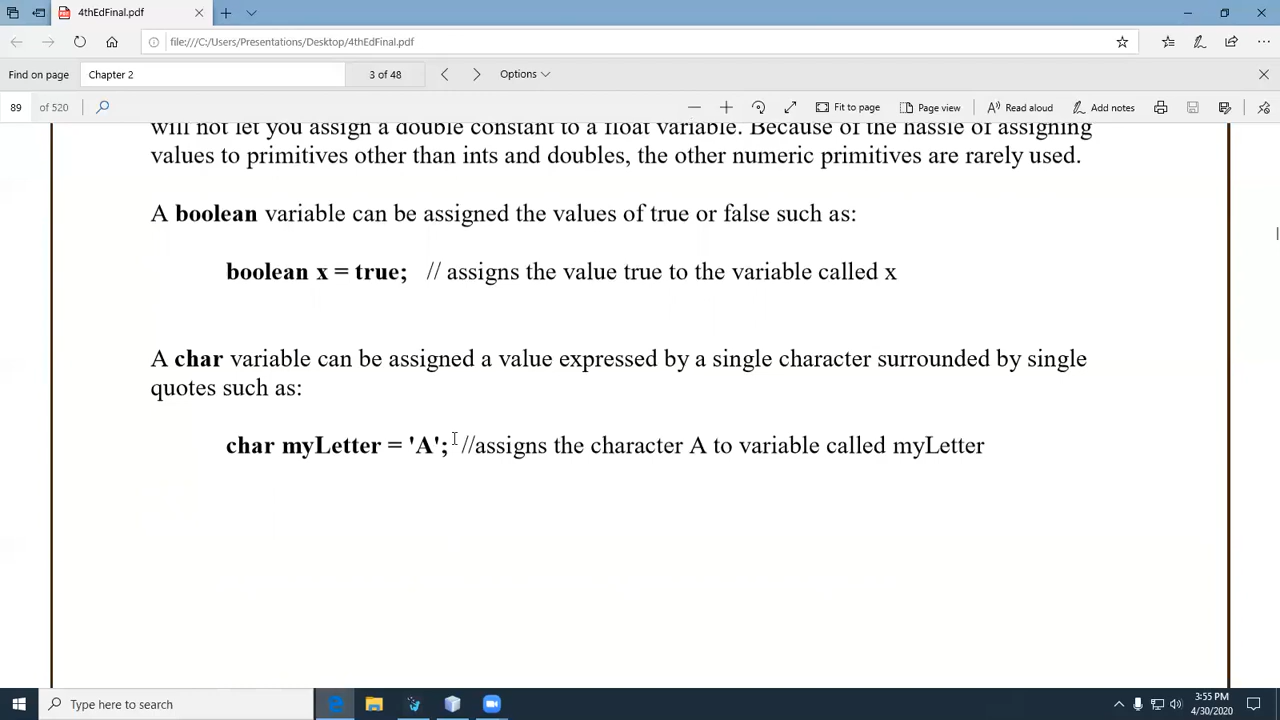 4thEdFinal.pdf
file:///C:/Users/Presentations/Desktop/4thEdFinal.pdf
Find on page
Chapter 2
3 of 48
Options
89
of 520
Fit to page
Page view
Read aloud
Add notes
will not let you assign a double constant to a float variable. Because of the hassle of assigning
values to primitives other than ints and doubles, the other numeric primitives are rarely used.
A boolean variable can be assigned the values of true or false such as:
boolean x = true; // assigns the value true to the variable called x
A char variable can be assigned a value expressed by a single character surrounded by single
quotes such as:
char myLetter = 'A'; //assigns the character A to variable called myLetter
Type here to search
3:55 PM
4/30/2020